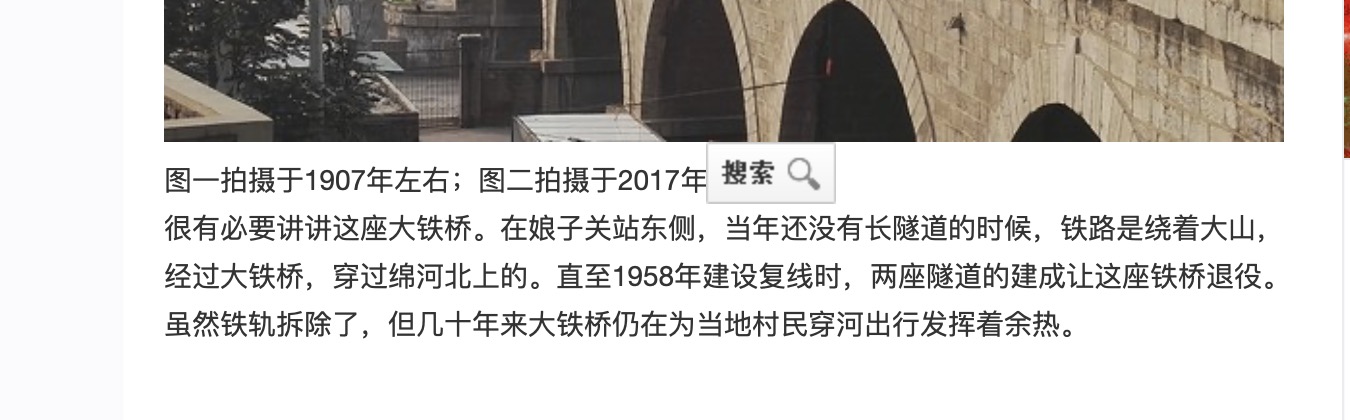 图一拍摄于1907年左右；图二拍摄于2017年
搜索
很有必要讲讲这座大铁桥。在娘子关站东侧，当年还没有长隧道的时候，铁路是绕着大山，
经过大铁桥，穿过绵河北上的。直至1958年建设复线时，两座隧道的建成让这座铁桥退役。
虽然铁轨拆除了，但几十年来大铁桥仍在为当地村民穿河出行发挥着余热。